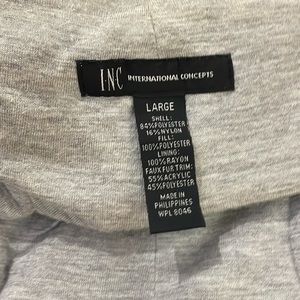 I·N·C INTERNATIONAL CONCEPTS
LARGE
SHELL:
84%POLYESTER
16%NYLON
FILL:
100%POLYESTER
LINING:
100%RAYON
FAUX FUR TRIM:
55%ACRYLIC
45%POLYESTER
MADE IN
PHILIPPINES
WPL 8046